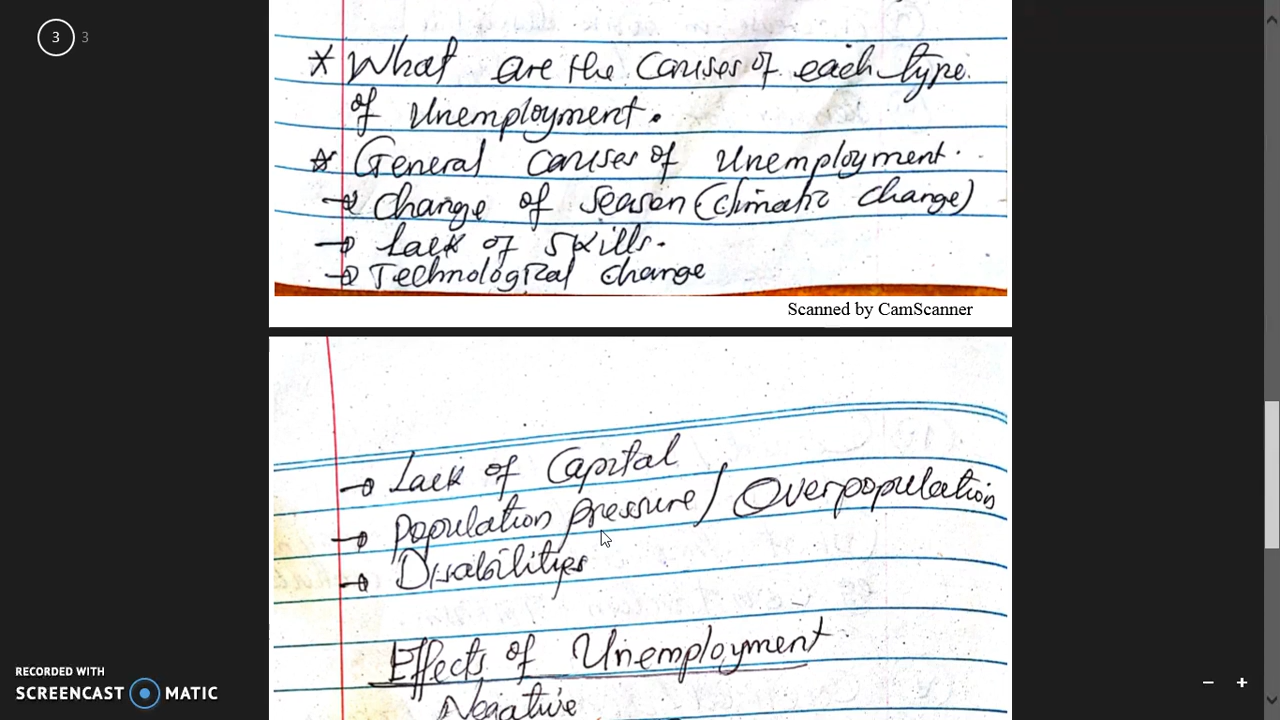 3 3
* What are the causes of each type
of Unemployment.
* General causes of Unemployment.
→ Change of season (climatic change)
→ Lack of skills.
→ Technological change
Scanned by CamScanner
→ Lack of Capital
→ Population pressure / Overpopulation
→ Disabilities
Effects of Unemployment
Negative
RECORDED WITH
SCREENCAST MATIC